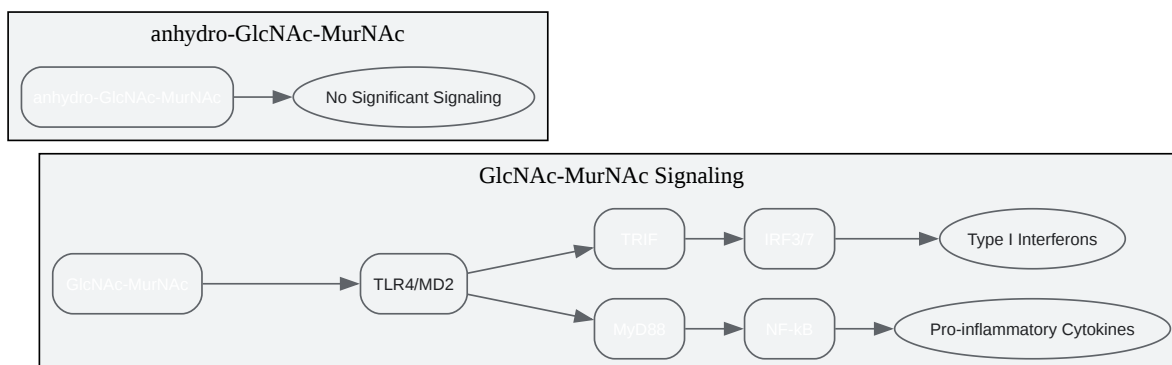 anhydro-GlcNAc-MurNAc
anhydro-GlcNAc-MurNAc
No Significant Signaling
GlcNAc-MurNAc Signaling
TRIF
IRF3/7
Type I Interferons
GlcNAc-MurNAc
TLR4/MD2
MyD88
NF-kB
Pro-inflammatory Cytokines